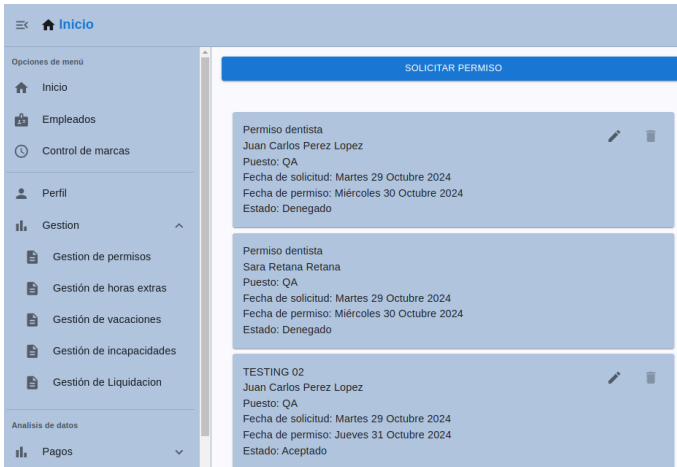 Inicio
Opciones de menú
Inicio
Empleados
Control de marcas
Perfil
Gestion
Gestion de permisos
Gestión de horas extras
Gestión de vacaciones
Gestión de incapacidades
Gestión de Liquidacion
Analisis de datos
Pagos
SOLICITAR PERMISO
Permiso dentista
Juan Carlos Perez Lopez
Puesto: QA
Fecha de solicitud: Martes 29 Octubre 2024
Fecha de permiso: Miércoles 30 Octubre 2024
Estado: Denegado
Permiso dentista
Sara Retana Retana
Puesto: QA
Fecha de solicitud: Martes 29 Octubre 2024
Fecha de permiso: Miércoles 30 Octubre 2024
Estado: Denegado
TESTING 02
Juan Carlos Perez Lopez
Puesto: QA
Fecha de solicitud: Martes 29 Octubre 2024
Fecha de permiso: Jueves 31 Octubre 2024
Estado: Aceptado